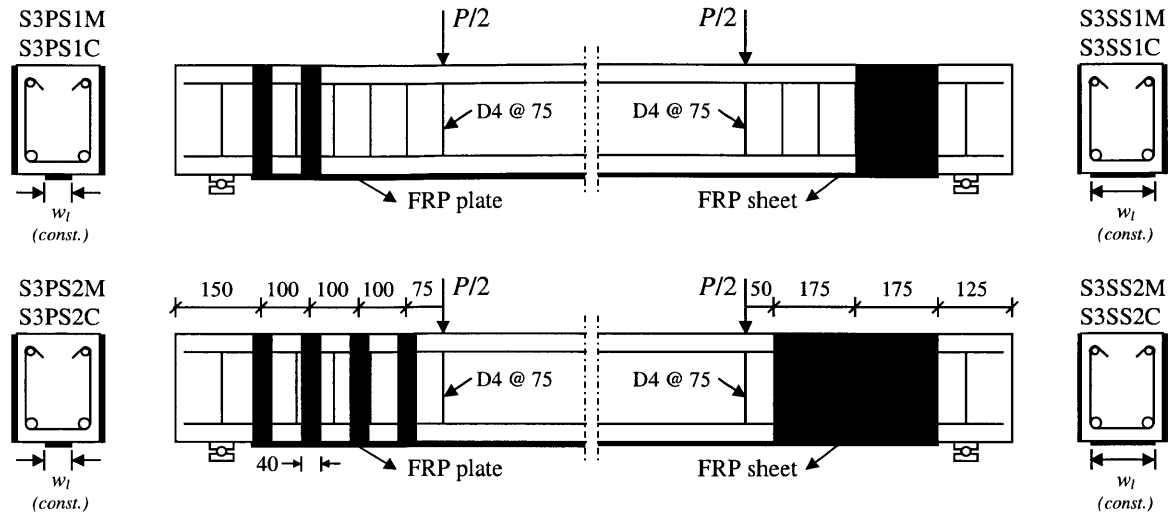 S3PS1M
S3PS1C
w_l
(const.)
P/2
D4 @ 75
FRP plate
P/2
D4 @ 75
FRP sheet
S3SS1M
S3SS1C
w_l
(const.)
S3PS2M
S3PS2C
w_l
(const.)
150 100 100 100 75 P/2
D4 @ 75
40
FRP plate
P/2 50 175 175 125
D4 @ 75
FRP sheet
S3SS2M
S3SS2C
w_l
(const.)